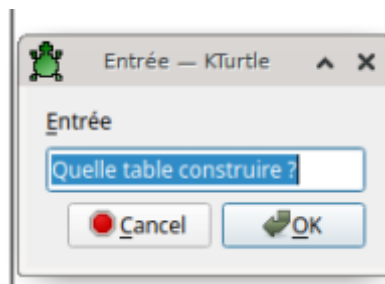 Entrée — KTurtle
Entrée
Quelle table construire ?
Cancel
OK